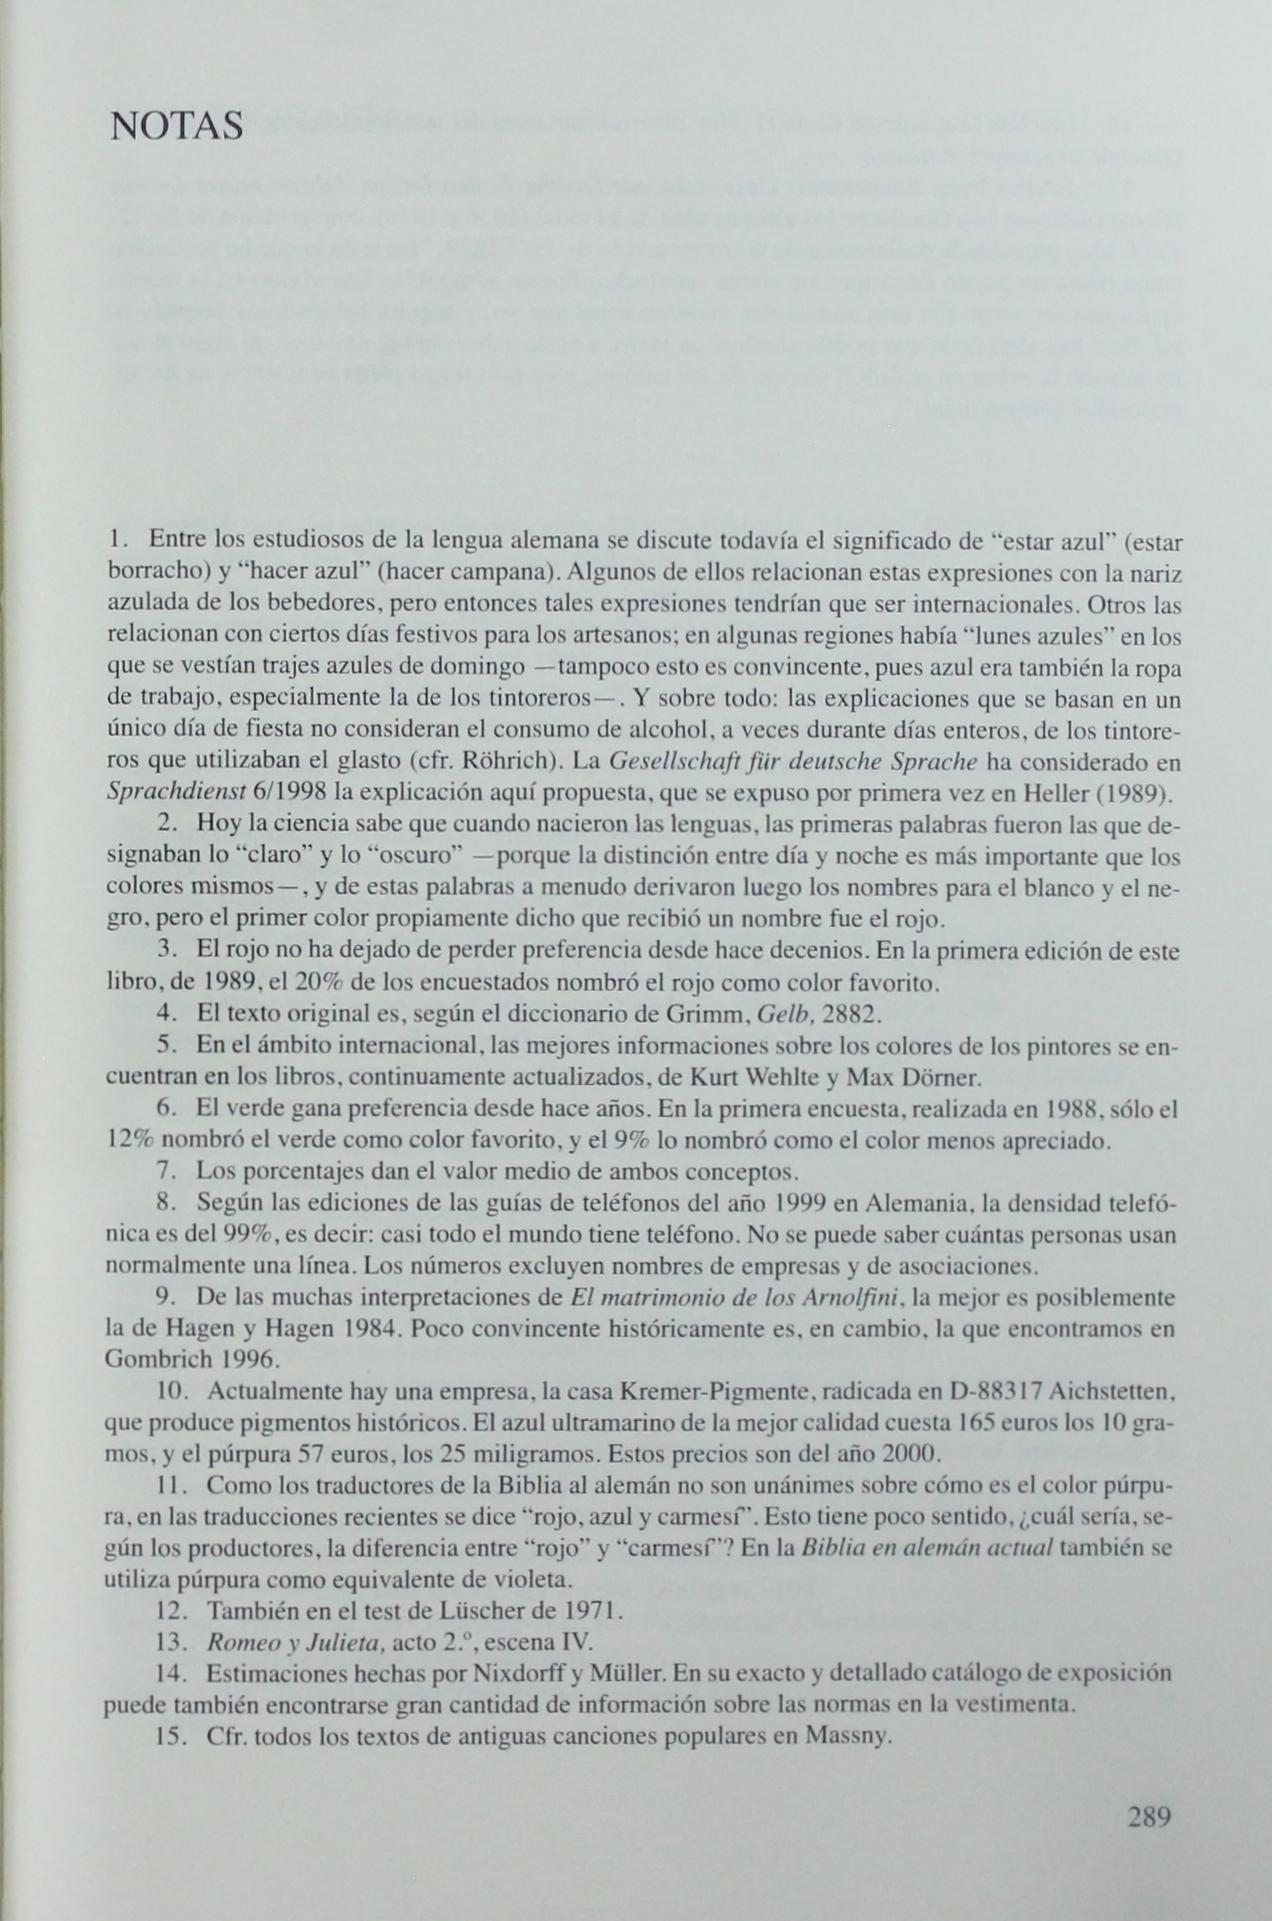 NOTAS
1. Entre los estudiosos de la lengua alemana se discute todavía el significado de “estar azul” (estar
borracho) y “hacer azul” (hacer campana). Algunos de ellos relacionan estas expresiones con la nariz
azulada de los bebedores, pero entonces tales expresiones tendrían que ser internacionales. Otros las
relacionan con ciertos días festivos para los artesanos; en algunas regiones había “lunes azules” en los
que se vestían trajes azules de domingo —tampoco esto es convincente, pues azul era también la ropa
de trabajo, especialmente la de los tintoreros—. Y sobre todo: las explicaciones que se basan en un
único día de fiesta no consideran el consumo de alcohol, a veces durante días enteros, de los tintore-
ros que utilizaban el glasto (cfr. Röhrich). La Gesellschaft für deutsche Sprache ha considerado en
Sprachdienst 6/1998 la explicación aquí propuesta, que se expuso por primera vez en Heller (1989).
2. Hoy la ciencia sabe que cuando nacieron las lenguas, las primeras palabras fueron las que de-
signaban lo “claro” y lo “oscuro” —porque la distinción entre día y noche es más importante que los
colores mismos—, y de estas palabras a menudo derivaron luego los nombres para el blanco y el ne-
gro, pero el primer color propiamente dicho que recibió un nombre fue el rojo.
3. El rojo no ha dejado de perder preferencia desde hace decenios. En la primera edición de este
libro, de 1989, el 20% de los encuestados nombró el rojo como color favorito.
4. El texto original es, según el diccionario de Grimm, Gelb, 2882.
5. En el ámbito internacional, las mejores informaciones sobre los colores de los pintores se en-
cuentran en los libros, continuamente actualizados, de Kurt Wehlte y Max Dörner.
6. El verde gana preferencia desde hace años. En la primera encuesta, realizada en 1988, sólo el
12% nombró el verde como color favorito, y el 9% lo nombró como el color menos apreciado.
7. Los porcentajes dan el valor medio de ambos conceptos.
8. Según las ediciones de las guías de teléfonos del año 1999 en Alemania, la densidad telefó-
nica es del 99%, es decir: casi todo el mundo tiene teléfono. No se puede saber cuántas personas usan
normalmente una línea. Los números excluyen nombres de empresas y de asociaciones.
9. De las muchas interpretaciones de El matrimonio de los Arnolfini, la mejor es posiblemente
la de Hagen y Hagen 1984. Poco convincente históricamente es, en cambio, la que encontramos en
Gombrich 1996.
10. Actualmente hay una empresa, la casa Kremer-Pigmente, radicada en D-88317 Aichstetten,
que produce pigmentos históricos. El azul ultramarino de la mejor calidad cuesta 165 euros los 10 gra-
mos, y el púrpura 57 euros, los 25 miligramos. Estos precios son del año 2000.
11. Como los traductores de la Biblia al alemán no son unánimes sobre cómo es el color púrpu-
ra, en las traducciones recientes se dice “rojo, azul y carmesí”. Esto tiene poco sentido, ¿cuál sería, se-
gún los productores, la diferencia entre “rojo” y “carmesí”? En la Biblia en alemán actual también se
utiliza púrpura como equivalente de violeta.
12. También en el test de Lüscher de 1971.
13. Romeo y Julieta, acto 2.º, escena IV.
14. Estimaciones hechas por Nixdorff y Müller. En su exacto y detallado catálogo de exposición
puede también encontrarse gran cantidad de información sobre las normas en la vestimenta.
15. Cfr. todos los textos de antiguas canciones populares en Massny.
289